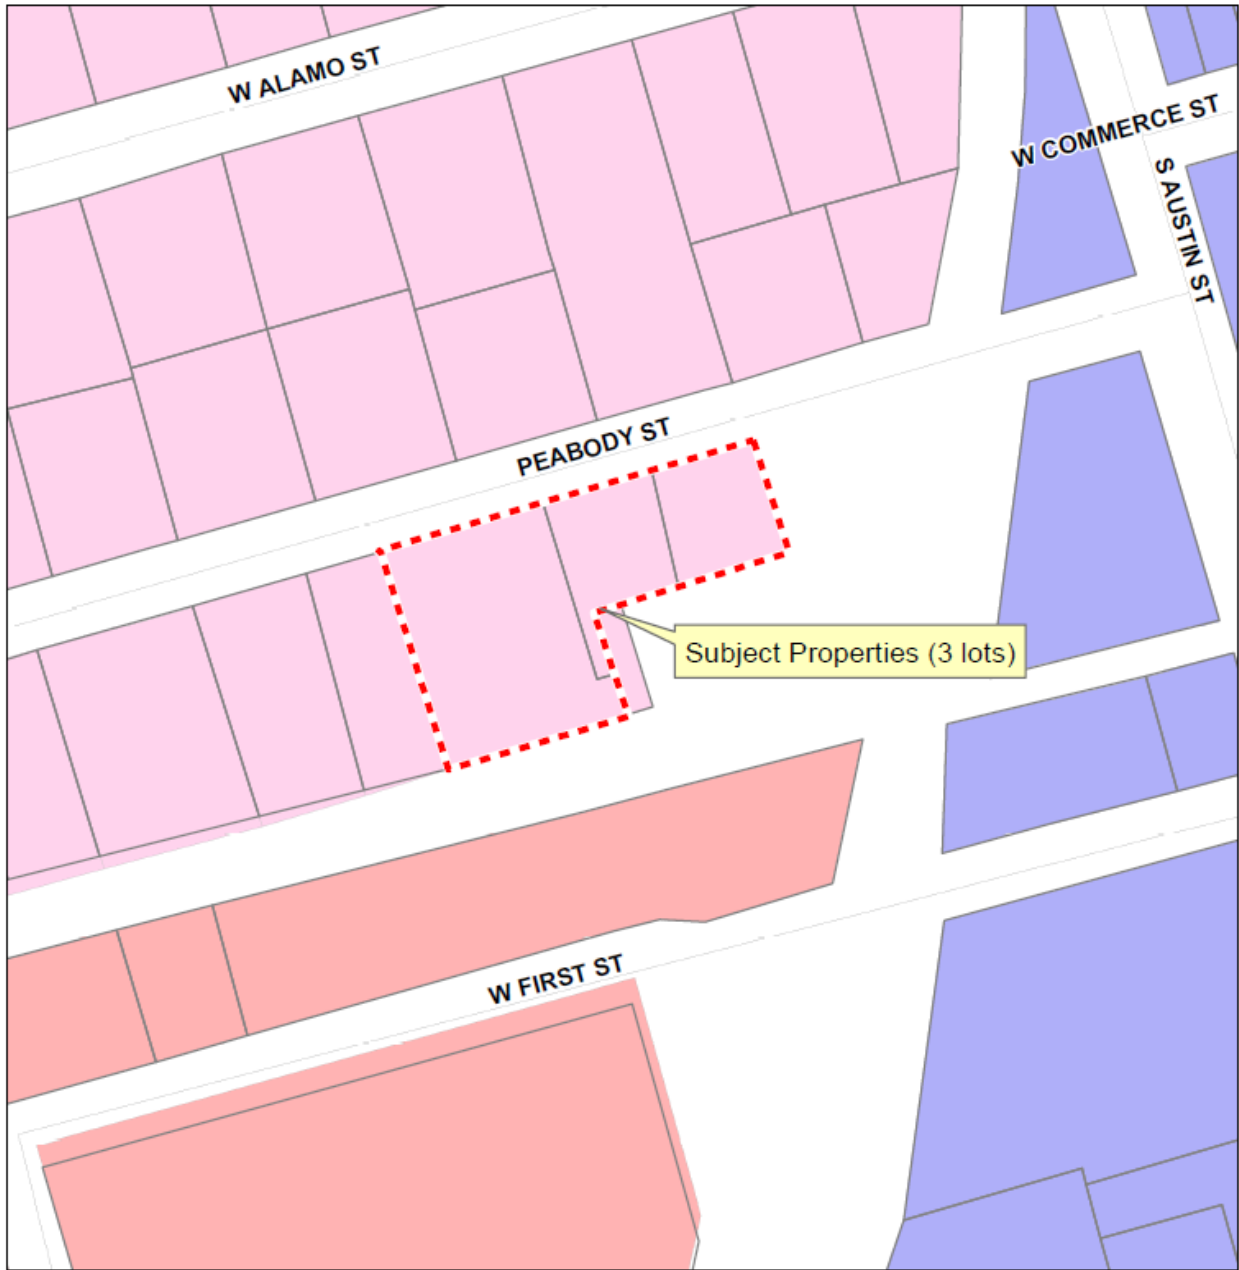 W ALAMO ST
W COMMERCE ST
S AUSTIN ST
PEABODY ST
Subject Properties (3 lots)
W FIRST ST